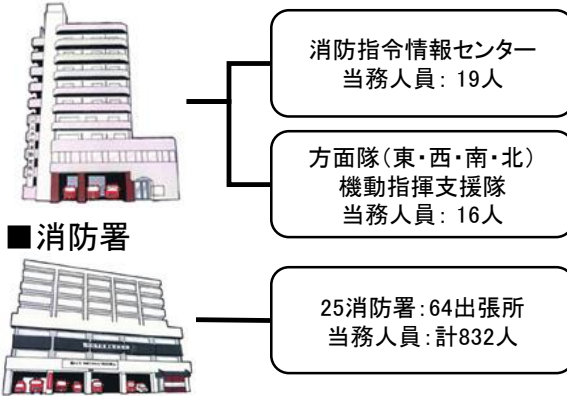 消防指令情報センター
当務人員：19人
方面隊（東・西・南・北）
機動指揮支援隊
当務人員：16人
■消防署
25消防署：64出張所
当務人員：計832人